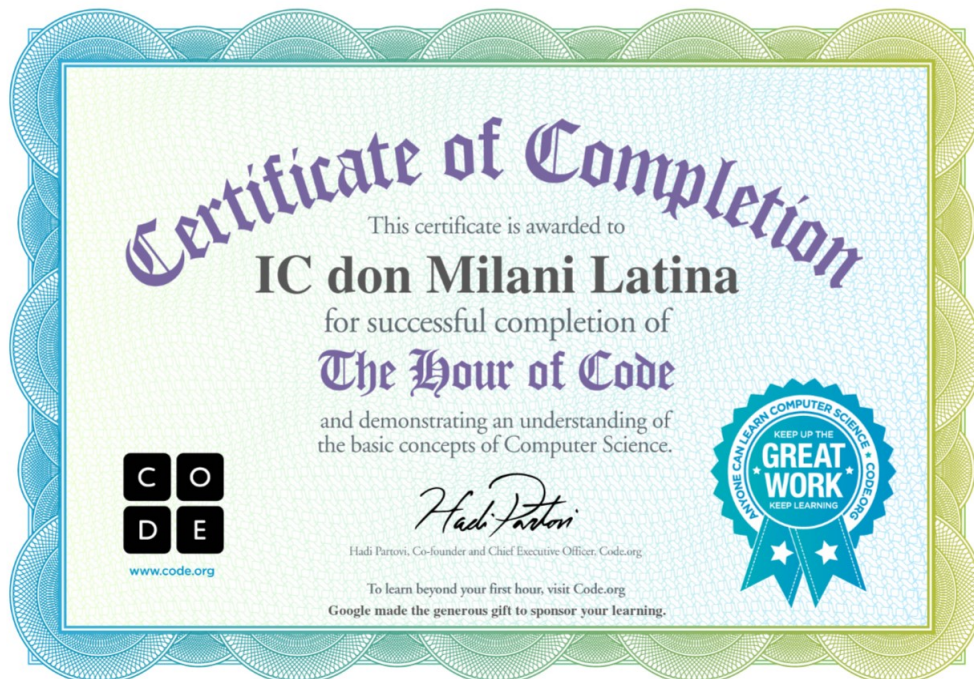 Certificate of Completion
This certificate is awarded to
IC don Milani Latina
for successful completion of
The Hour of Code
and demonstrating an understanding of
the basic concepts of Computer Science.
C O
D E
www.code.org
Hadi Partovi
Hadi Partovi, Co-founder and Chief Executive Officer, Code.org
To learn beyond your first hour, visit Code.org
Google made the generous gift to sponsor your learning.
ANYONE CAN LEARN COMPUTER SCIENCE • CODE.ORG
KEEP UP THE
GREAT
WORK
KEEP LEARNING